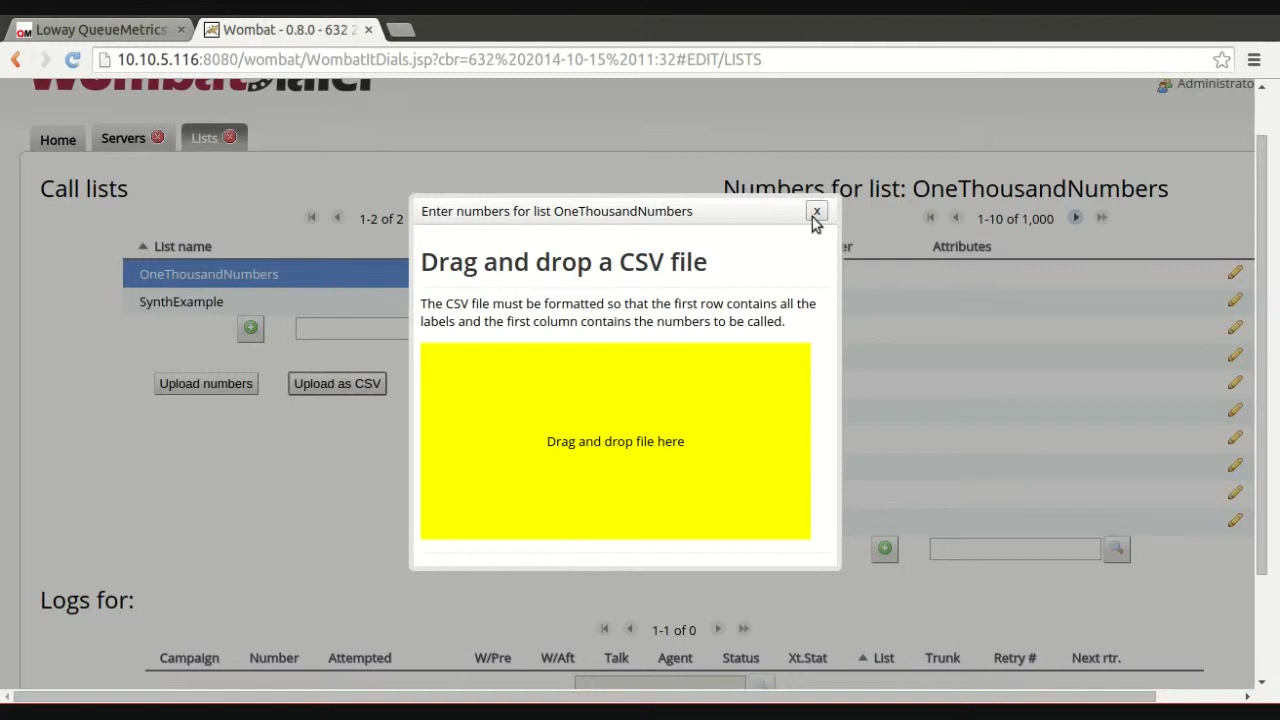 Loway QueueMetrics
Wombat - 0.8.0 - 632 2
10.10.5.116:8080/wombat/WombatItDials.jsp?cbr=632%202014-10-15%2011:32#EDIT/LISTS
WombatDialer
Administrato
Home
Servers
Lists
Call lists
Numbers for list: OneThousandNumbers
1-2 of 2
1-10 of 1,000
List name
er
Attributes
OneThousandNumbers
SynthExample
Upload numbers
Upload as CSV
Enter numbers for list OneThousandNumbers
x
Drag and drop a CSV file
The CSV file must be formatted so that the first row contains all the
labels and the first column contains the numbers to be called.
Drag and drop file here
Logs for:
1-1 of 0
Campaign Number Attempted W/Pre W/Aft Talk Agent Status Xt.Stat List Trunk Retry # Next rtr.